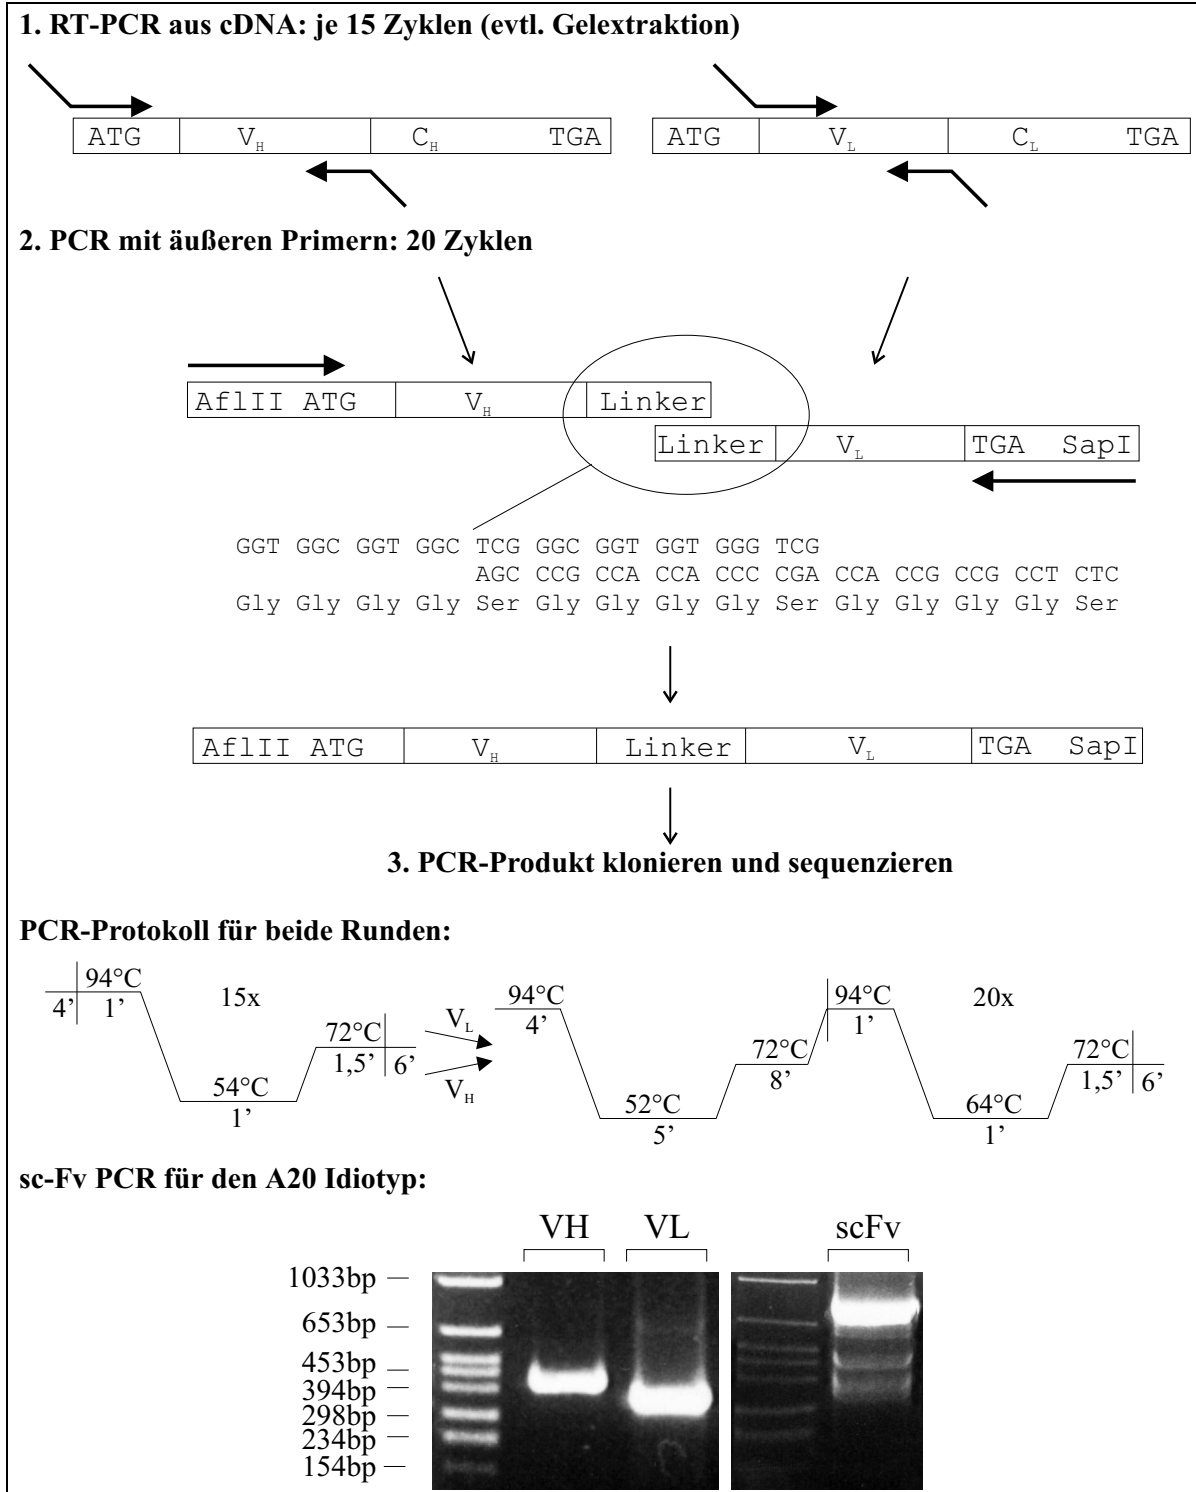 1. RT-PCR aus cDNA: je 15 Zyklen (evtl. Gelextraktion)
ATG V_H C_H TGA
ATG V_L C_L TGA
2. PCR mit äußeren Primern: 20 Zyklen
AflII ATG V_H Linker
Linker V_L TGA SapI
GGT GGC GGT GGC TCG GGC GGT GGT GGG TCG
AGC CCG CCA CCA CCC CGA CCA CCG CCG CCT CTC
Gly Gly Gly Gly Ser Gly Gly Gly Gly Ser Gly Gly Gly Gly Ser
AflII ATG V_H Linker V_L TGA SapI
3. PCR-Produkt klonieren und sequenzieren
PCR-Protokoll für beide Runden:
94°C
4’ 1’
15x
54°C
1’
72°C
1,5’ 6’
V_L
V_H
94°C
4’
52°C
5’
72°C
8’
94°C
1’
20x
64°C
1’
72°C
1,5’ 6’
sc-Fv PCR für den A20 Idiotyp:
VH VL scFv
1033bp
653bp
453bp
394bp
298bp
234bp
154bp